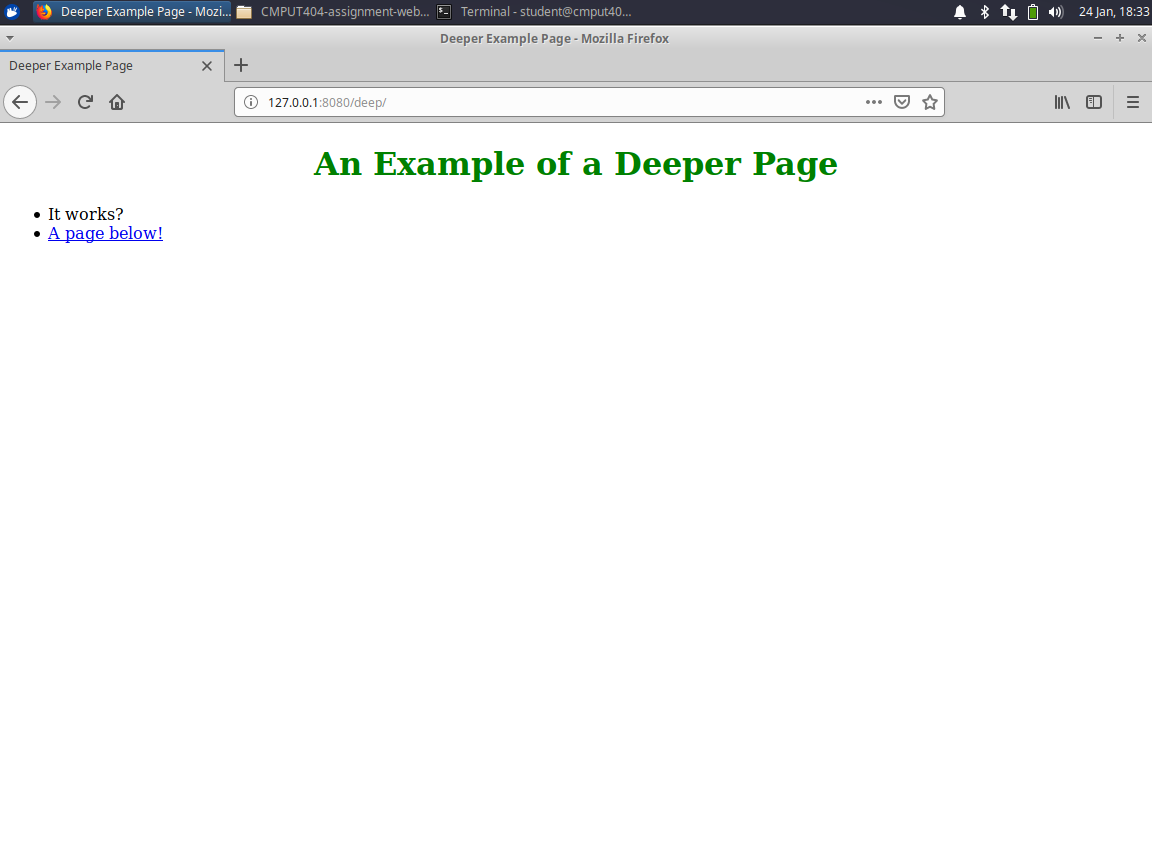 Deeper Example Page - Mozi... CMPUT404-assignment-web... Terminal - student@cmput40... 24 Jan, 18:33
Deeper Example Page - Mozilla Firefox
Deeper Example Page
127.0.0.1:8080/deep/
An Example of a Deeper Page
It works?
A page below!